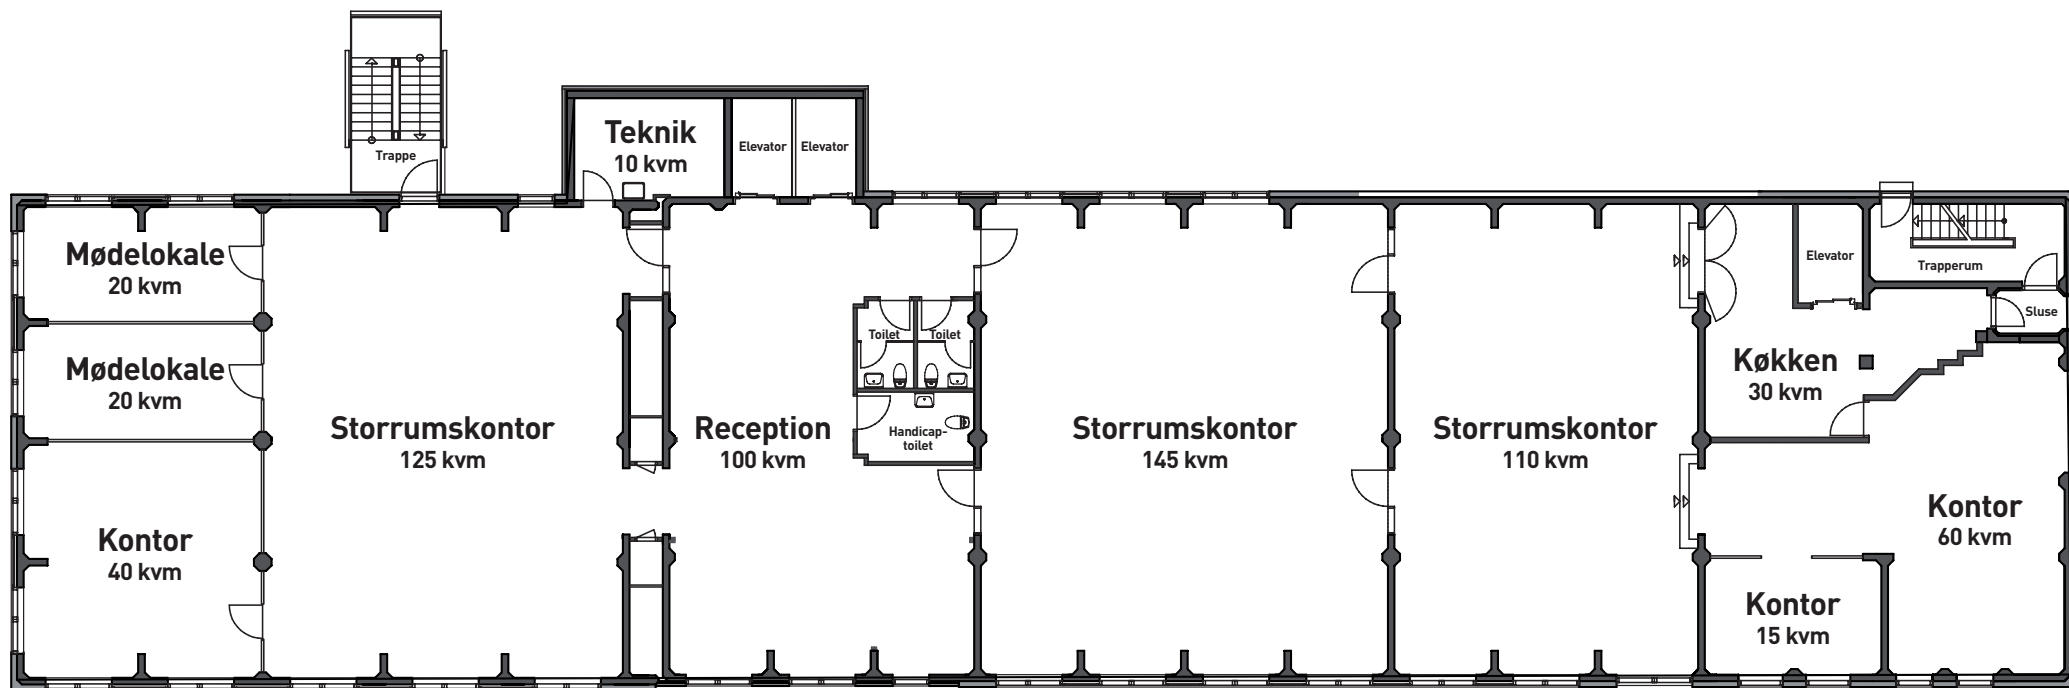 Trappe
Teknik
10 kvm
Elevator
Elevator
Mødelokale
20 kvm
Mødelokale
20 kvm
Kontor
40 kvm
Storrumskontor
125 kvm
Reception
100 kvm
Toilet
Toilet
Handicap-
toilet
Storrumskontor
145 kvm
Storrumskontor
110 kvm
Elevator
Trapperum
Sluse
Køkken
30 kvm
Kontor
60 kvm
Kontor
15 kvm